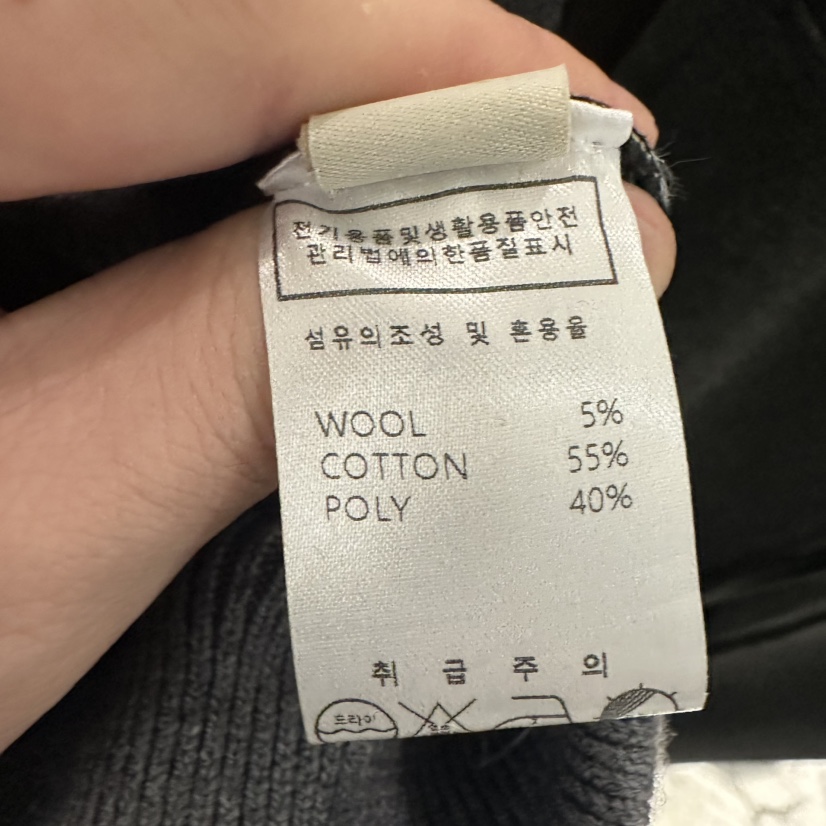 전기용품및생활용품안전
관리법에의한품질표시
섬유의조성 및 혼용율
WOOL 5%
COTTON 55%
POLY 40%
취급주의
드라이